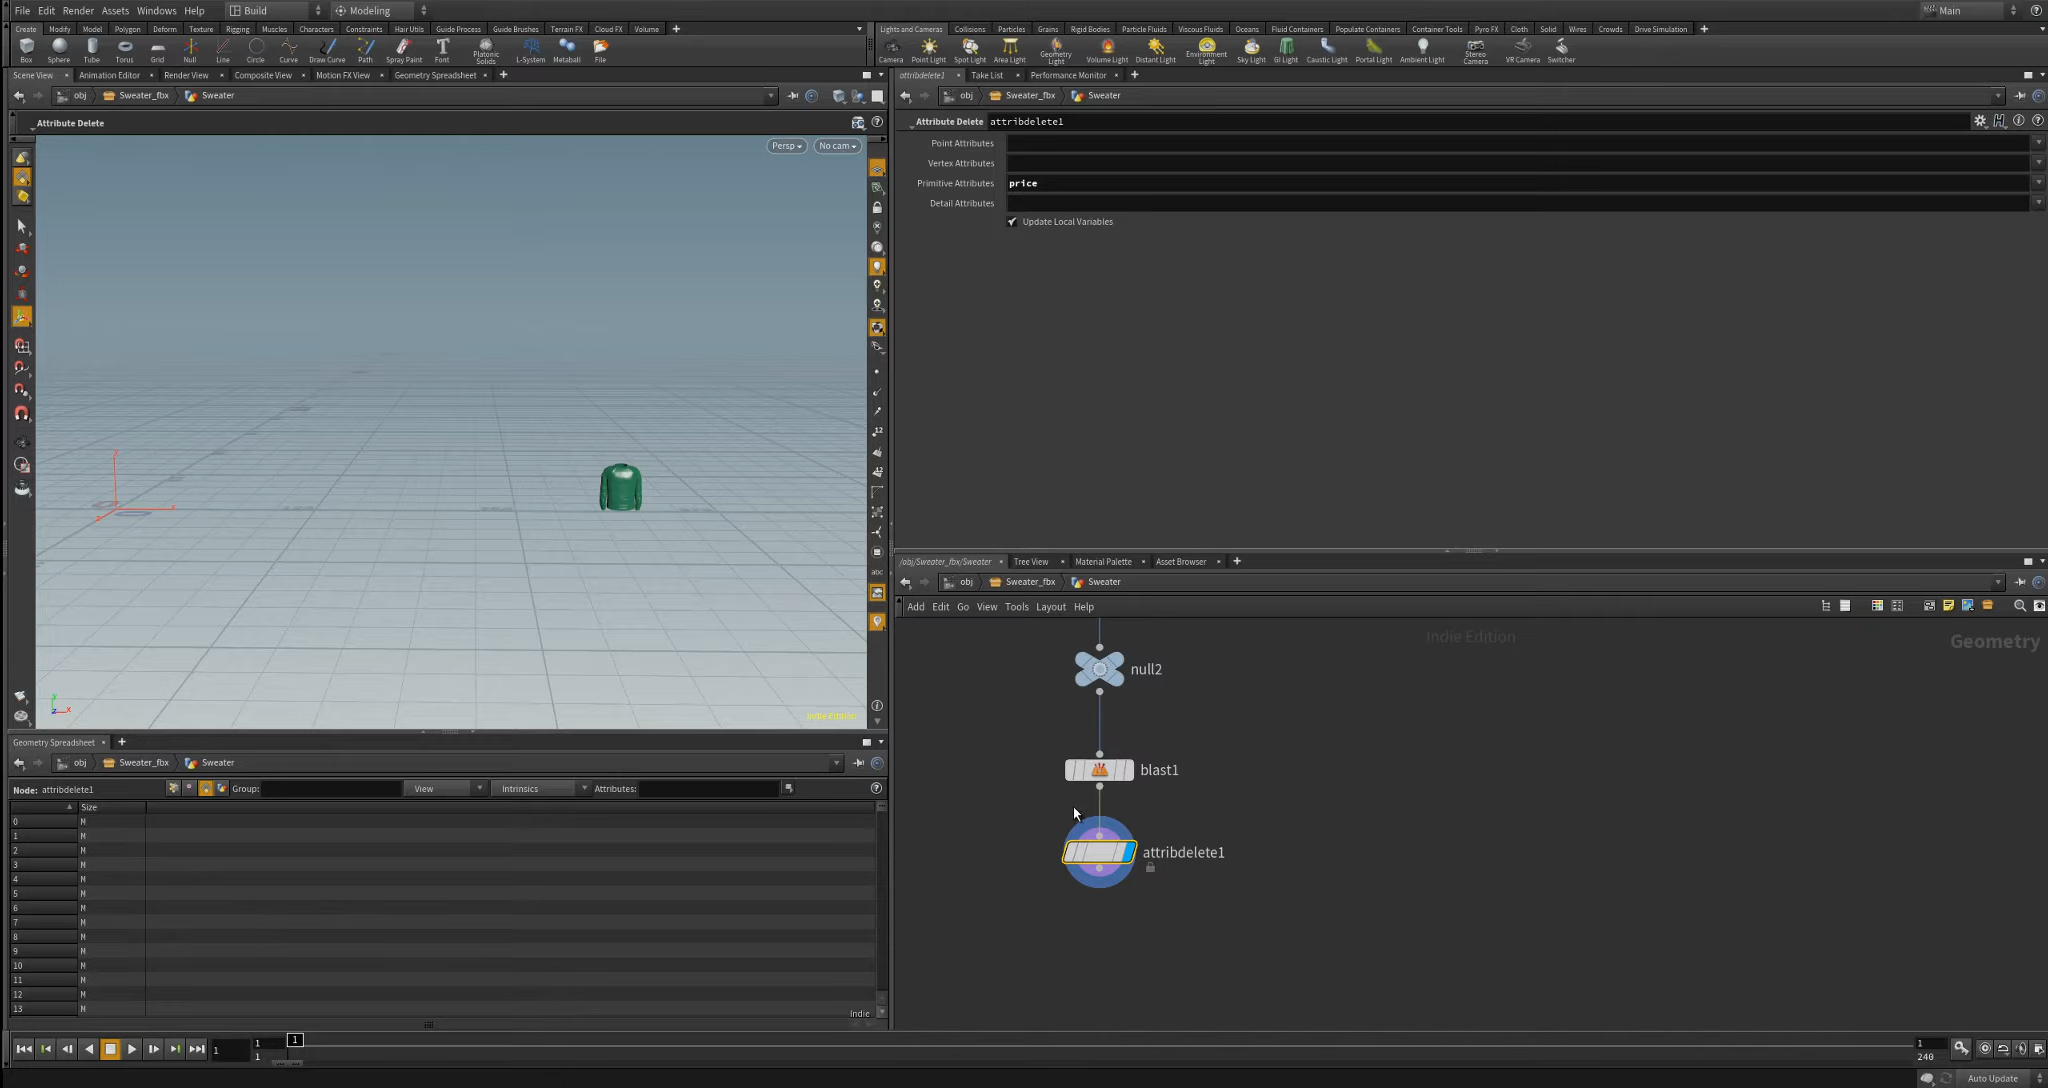 File Edit Render Assets Windows Help Build Modeling Main
Create Modify Model Polygon Deform Texture Rigging Muscles Characters Constraints Hair Utils Guide Process Guide Brushes Terrain FX Cloud FX Volume
Lights and Cameras Collisions Particles Grains Rigid Bodies Particle Fluids Viscous Fluids Oceans Fluid Containers Populate Containers Container Tools Pyro FX Cloth Solid Wires Crowds Drive Simulation
Box Sphere Tube Torus Grid Null Line Circle Curve Draw Curve Path Spray Paint Font Platonic Solids L-System Metaball File
Camera Point Light Spot Light Area Light Geometry Light Volume Light Distant Light Environment Light Sky Light GI Light Caustic Light Portal Light Ambient Light Stereo Camera VR Camera Switcher
Scene View Animation Editor Render View Composite View Motion FX View Geometry Spreadsheet
attribdelete1 Take List Performance Monitor
obj Sweater_fbx Sweater
obj Sweater_fbx Sweater
Attribute Delete
Attribute Delete attribdelete1
Persp No cam
Point Attributes
Vertex Attributes
Primitive Attributes price
Detail Attributes
Update Local Variables
Indie Edition
/obj/Sweater_fbx/Sweater Tree View Material Palette Asset Browser
obj Sweater_fbx Sweater
Add Edit Go View Tools Layout Help
Indie Edition
Geometry
null2
blast1
attribdelete1
Geometry Spreadsheet
obj Sweater_fbx Sweater
Node: attribdelete1 Group: View Intrinsics Attributes:
Size
0 M
1 M
2 M
3 M
4 M
5 M
6 M
7 M
8 M
9 M
10 M
11 M
12 M
13 M
Indie
1 1 1 1
1 240
Auto Update